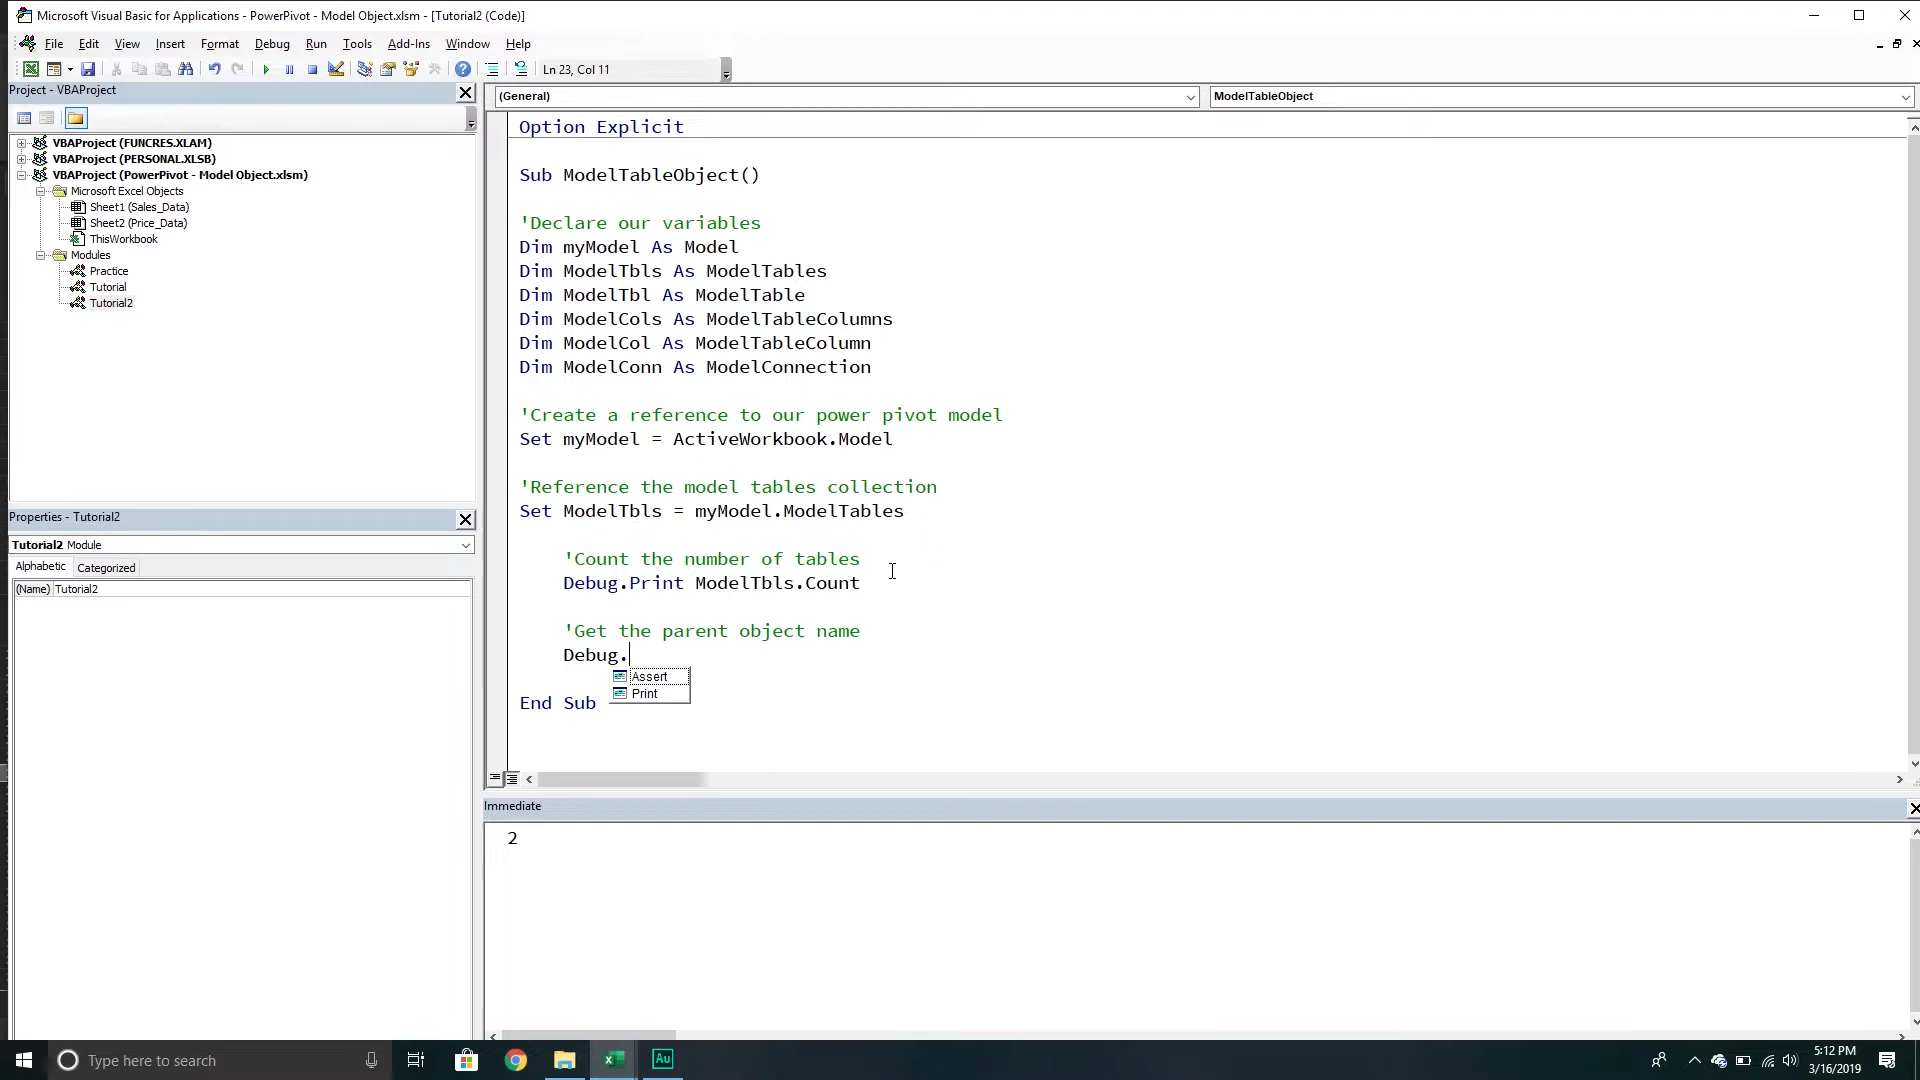 Microsoft Visual Basic for Applications - PowerPivot - Model Object.xlsm - [Tutorial2 (Code)]
File Edit View Insert Format Debug Run Tools Add-Ins Window Help
Ln 23, Col 11
Project - VBAProject
VBAProject (FUNCRES.XLAM)
VBAProject (PERSONAL.XLSB)
VBAProject (PowerPivot - Model Object.xlsm)
Microsoft Excel Objects
Sheet1 (Sales_Data)
Sheet2 (Price_Data)
ThisWorkbook
Modules
Practice
Tutorial
Tutorial2
Properties - Tutorial2
Tutorial2 Module
Alphabetic Categorized
(Name) Tutorial2
(General) ModelTableObject
Option Explicit
Sub ModelTableObject()
'Declare our variables
Dim myModel As Model
Dim ModelTbls As ModelTables
Dim ModelTbl As ModelTable
Dim ModelCols As ModelTableColumns
Dim ModelCol As ModelTableColumn
Dim ModelConn As ModelConnection
'Create a reference to our power pivot model
Set myModel = ActiveWorkbook.Model
'Reference the model tables collection
Set ModelTbls = myModel.ModelTables
'Count the number of tables
Debug.Print ModelTbls.Count
'Get the parent object name
Debug.
Assert
Print
End Sub
Immediate
2
Type here to search
Au
5:12 PM
3/16/2019